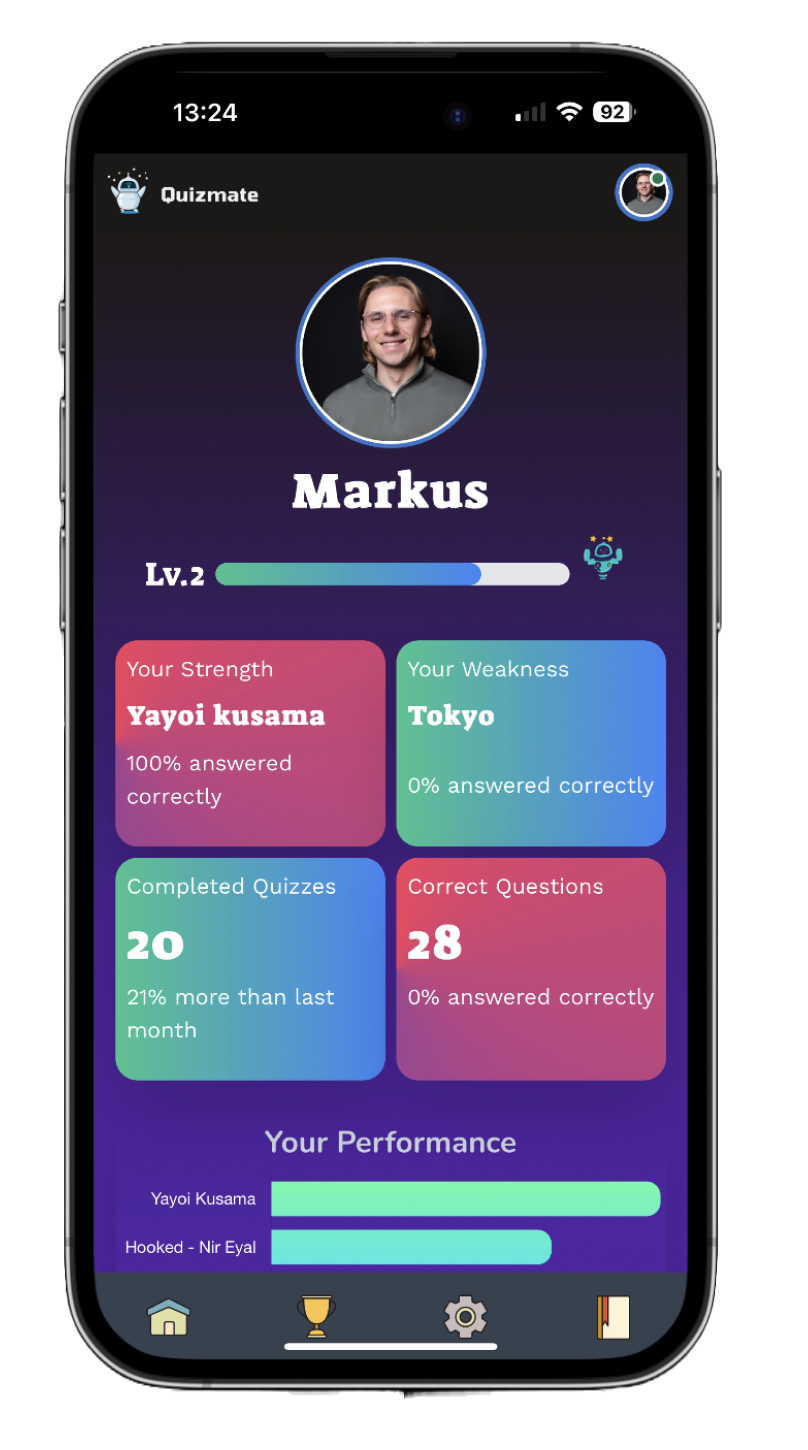 13:24
92
Quizmate
Markus
Lv.2
Your Strength
Yayoi kusama
100% answered
correctly
Your Weakness
Tokyo
0% answered correctly
Completed Quizzes
20
21% more than last
month
Correct Questions
28
0% answered correctly
Your Performance
Yayoi Kusama
Hooked - Nir Eyal